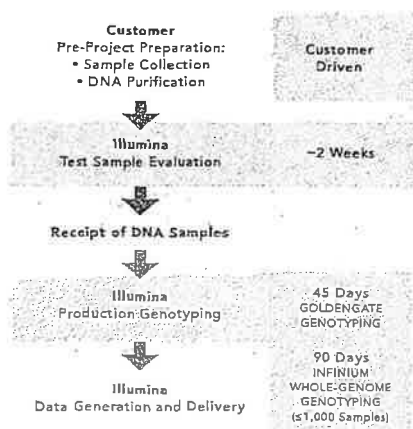 Customer
Pre-Project Preparation:
• Sample Collection
• DNA Purification
Customer
Driven
Illumina
Test Sample Evaluation
~2 Weeks
Receipt of DNA Samples
Illumina
Production Genotyping
45 Days
GOLDENGATE
GENOTYPING
Illumina
Data Generation and Delivery
90 Days
INFINIUM
WHOLE-GENOME
GENOTYPING
(≤1,000 Samples)